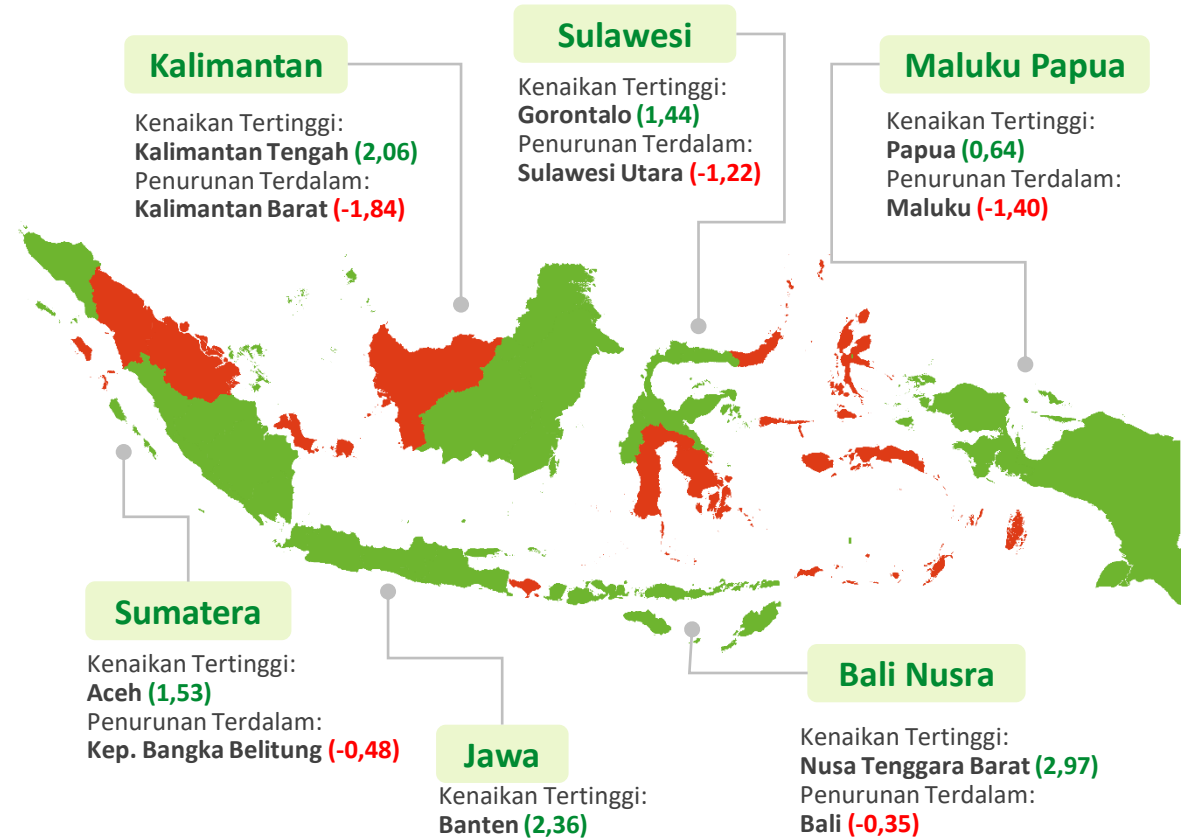 Kalimantan
Kenaikan Tertinggi:
Kalimantan Tengah (2,06)
Penurunan Terdalam:
Kalimantan Barat (-1,84)
Sulawesi
Kenaikan Tertinggi:
Gorontalo (1,44)
Penurunan Terdalam:
Sulawesi Utara (-1,22)
Maluku Papua
Kenaikan Tertinggi:
Papua (0,64)
Penurunan Terdalam:
Maluku (-1,40)
Sumatera
Kenaikan Tertinggi:
Aceh (1,53)
Penurunan Terdalam:
Kep. Bangka Belitung (-0,48)
Jawa
Kenaikan Tertinggi:
Banten (2,36)
Bali Nusra
Kenaikan Tertinggi:
Nusa Tenggara Barat (2,97)
Penurunan Terdalam:
Bali (-0,35)